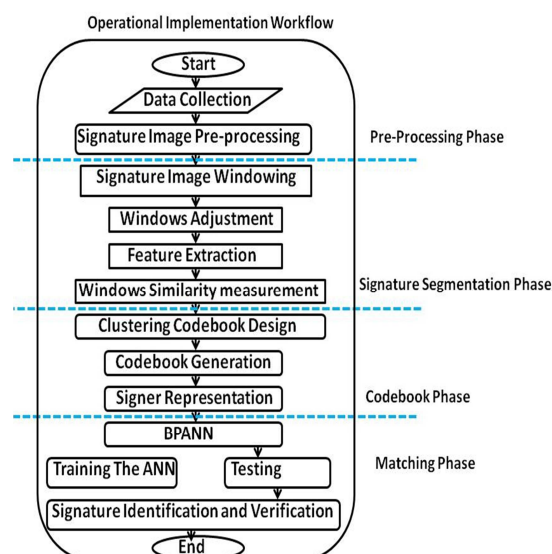 Operational Implementation Workflow
Start
Data Collection
Signature Image Pre-processing
Pre-Processing Phase
Signature Image Windowing
Windows Adjustment
Feature Extraction
Windows Similarity measurement
Signature Segmentation Phase
Clustering Codebook Design
Codebook Generation
Signer Representation
Codebook Phase
BPANN
Training The ANN
Testing
Matching Phase
Signature Identification and Verification
End